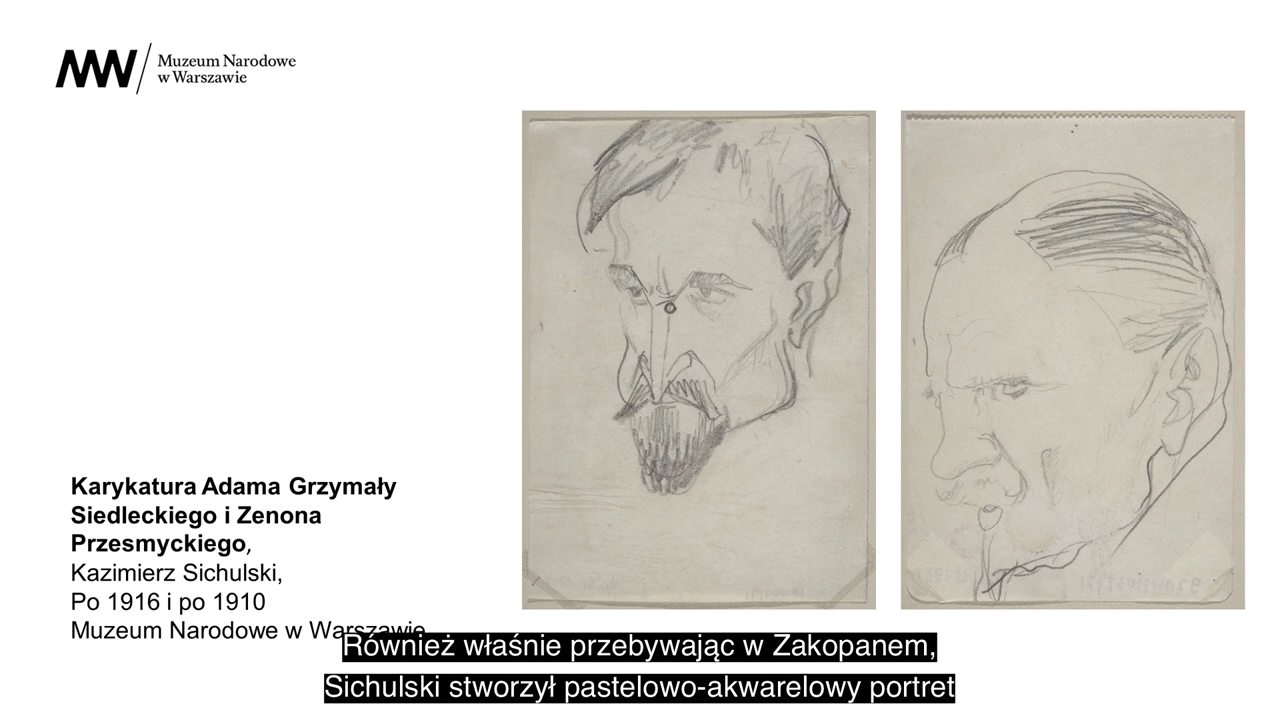 MW
Muzeum Narodowe
w Warszawie
Karykatura Adama Grzymały
Siedleckiego i Zenona
Przesmyckiego,
Kazimierz Sichulski,
Po 1916 i po 1910
Muzeum Narodowe w Warszawie
Również właśnie przebywając w Zakopanem,
Sichulski stworzył pastelowo-akwarelowy portret